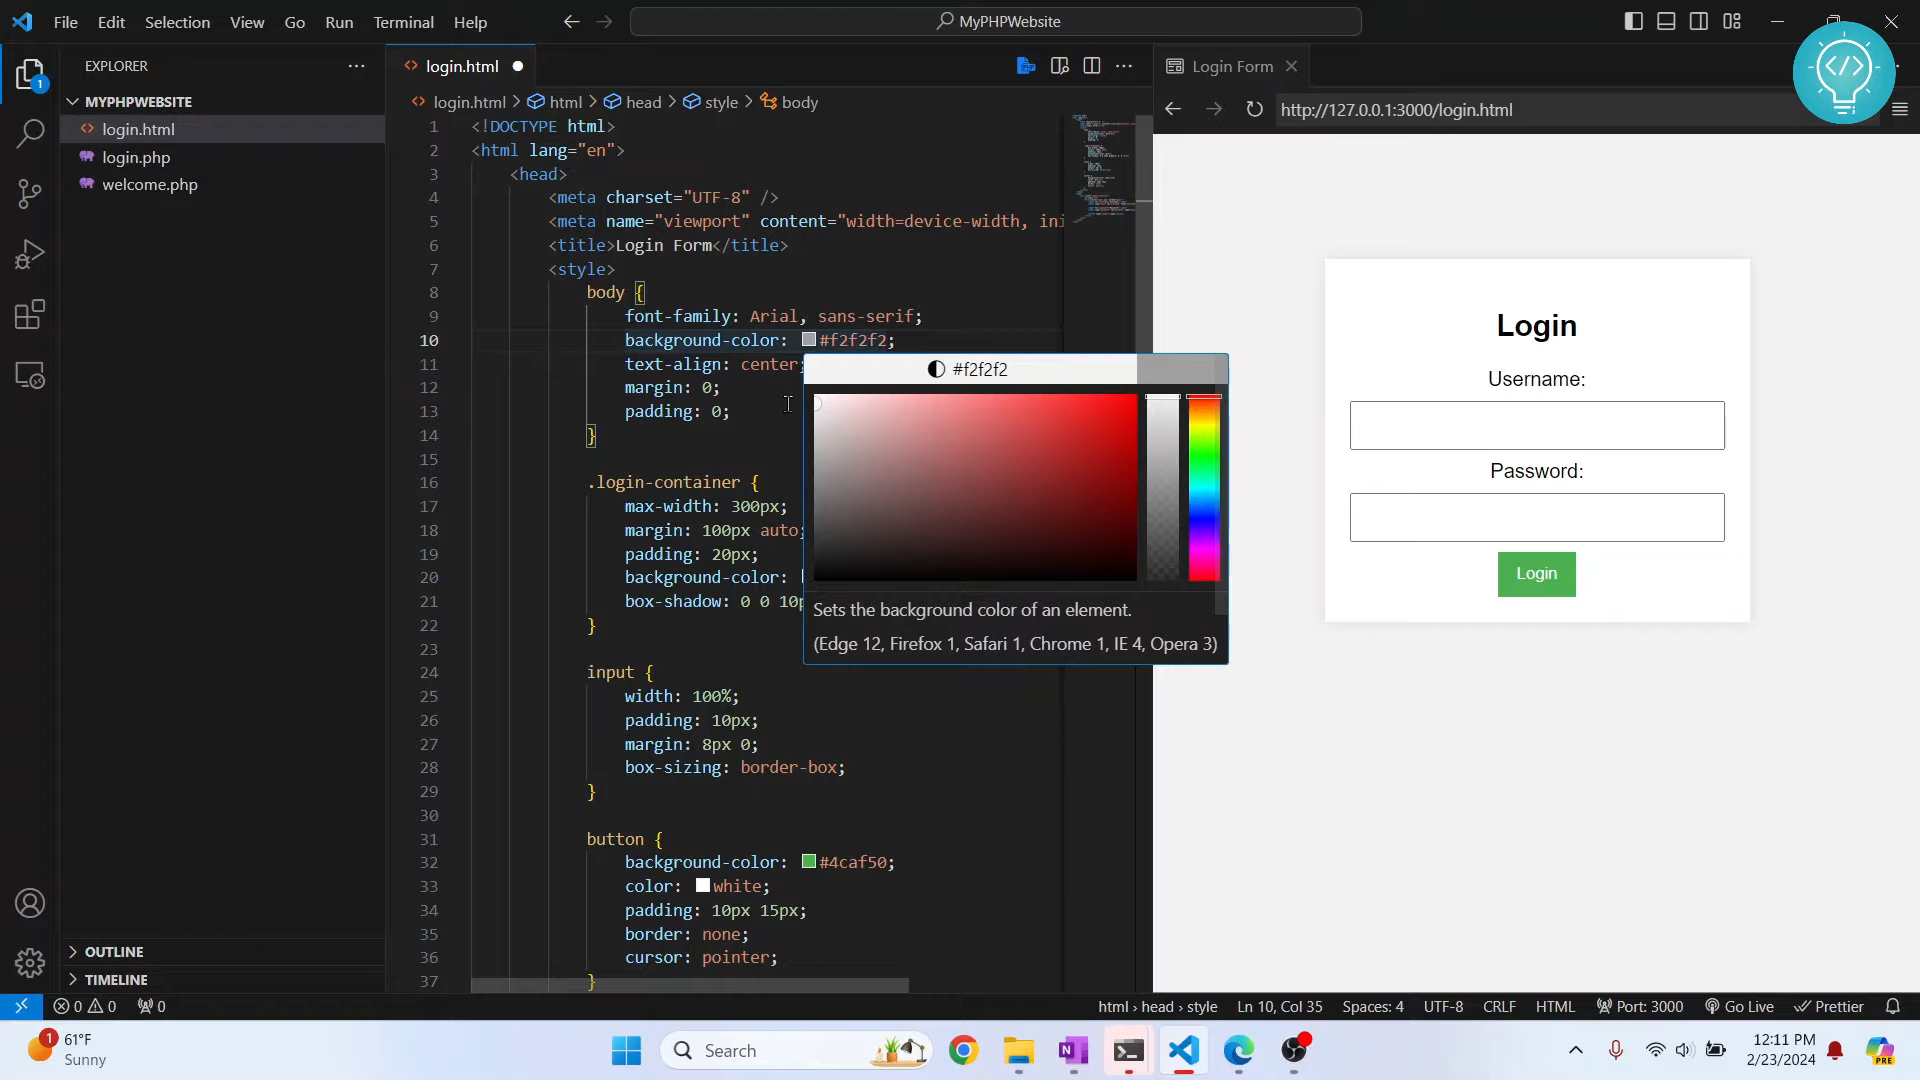 File Edit Selection View Go Run Terminal Help
MyPHPWebsite
EXPLORER
1
MYPHPWEBSITE
login.html
login.php
welcome.php
OUTLINE
TIMELINE
login.html
login.html > html > head > style > body
1 <!DOCTYPE html>
2 <html lang="en">
3 <head>
4 <meta charset="UTF-8" />
5 <meta name="viewport" content="width=device-width, ini
6 <title>Login Form</title>
7 <style>
8 body {
9 font-family: Arial, sans-serif;
10 background-color: #f2f2f2;
11 text-align: center;
12 margin: 0;
13 padding: 0;
14 }
15
16 .login-container {
17 max-width: 300px;
18 margin: 100px auto;
19 padding: 20px;
20 background-color:
21 box-shadow: 0 0 10p
22 }
23
24 input {
25 width: 100%;
26 padding: 10px;
27 margin: 8px 0;
28 box-sizing: border-box;
29 }
30
31 button {
32 background-color: #4caf50;
33 color: white;
34 padding: 10px 15px;
35 border: none;
36 cursor: pointer;
37 }
#f2f2f2
Sets the background color of an element.
(Edge 12, Firefox 1, Safari 1, Chrome 1, IE 4, Opera 3)
Login Form
http://127.0.0.1:3000/login.html
Login
Username:
Password:
Login
0 0 0
html › head › style Ln 10, Col 35 Spaces: 4 UTF-8 CRLF HTML Port: 3000 Go Live Prettier
1
61°F
Sunny
Search
12:11 PM
2/23/2024
PRE